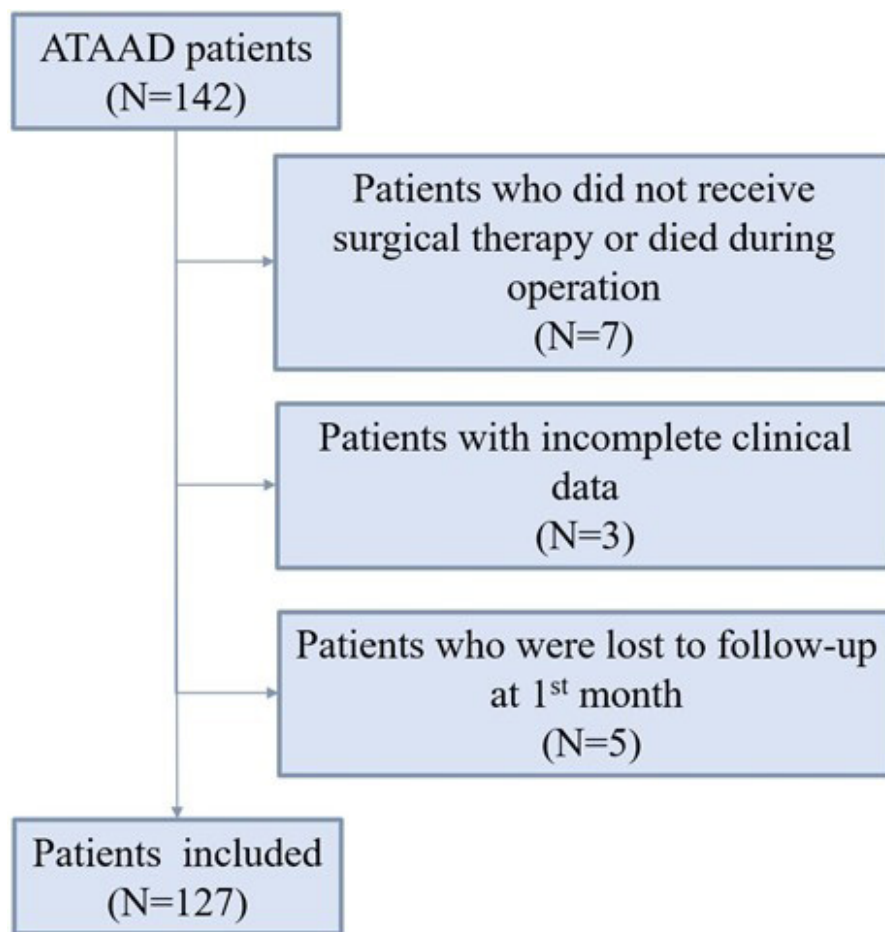 ATAAD patients
(N=142)
Patients who did not receive
surgical therapy or died during
operation
(N=7)
Patients with incomplete clinical
data
(N=3)
Patients who were lost to follow-up
at 1st month
(N=5)
Patients included
(N=127)